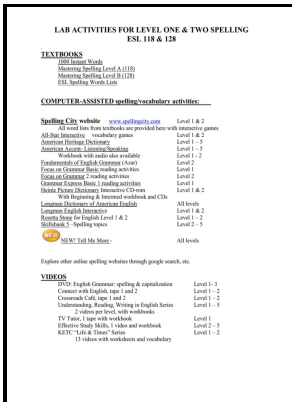 LAB ACTIVITIES FOR LEVEL ONE & TWO SPELLING
ESL 118 & 128
TEXTBOOKS
1000 Instant Words
Mastering Spelling Level A (118)
Mastering Spelling Level B (128)
ESL Spelling Words Lists
COMPUTER-ASSISTED spelling/vocabulary activities:
Spelling City website www.spellingcity.com Level 1 & 2
All word lists from textbooks are provided here with interactive games
All-Star Interactive vocabulary games Level 1 & 2
American Heritage Dictionary Level 1 – 5
American Accent- Listening/Speaking Level 1 – 5
Workbook with audio also available Level 1 - 2
Fundamentals of English Grammar (Azar) Level 2
Focus on Grammar Basic reading activities Level 1
Focus on Grammar 2 reading activities Level 2
Grammar Express Basic 1 reading activities Level 1
Heinle Picture Dictionary Interactive CD-rom Level 1 & 2
With Beginning & Intermed workbook and CDs
Longman Dictionary of American English All levels
Longman English Interactive Level 1 & 2
Rosetta Stone for English Level 1 & 2 Level 1 – 2
Skillsbank 5 –Spelling topics Level 2 – 5
NEW!
NEW! Tell Me More - All levels
Explore other online spelling websites through google search, etc.
VIDEOS
DVD: English Grammar: spelling & capitalization Level 1- 3
Connect with English, tape 1 and 2 Level 1 – 2
Crossroads Café, tape 1 and 2 Level 1 – 2
Understanding, Reading, Writing in English Series Level 1 – 2
2 videos per level, with workbooks
TV Tutor, 1 tape with workbook Level 1
Effective Study Skills, 1 video and workbook Level 2 – 5
KETC “Life & Times” Series Level 1 – 2
13 videos with worksheets and vocabulary